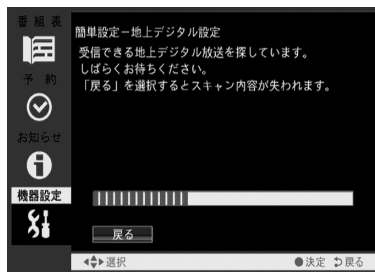 番組表
簡単設定－地上デジタル設定
受信できる地上デジタル放送を探しています。
しばらくお待ちください。
「戻る」を選択するとスキャン内容が失われます。
予約
お知らせ
機器設定
戻る
選択
決定 戻る